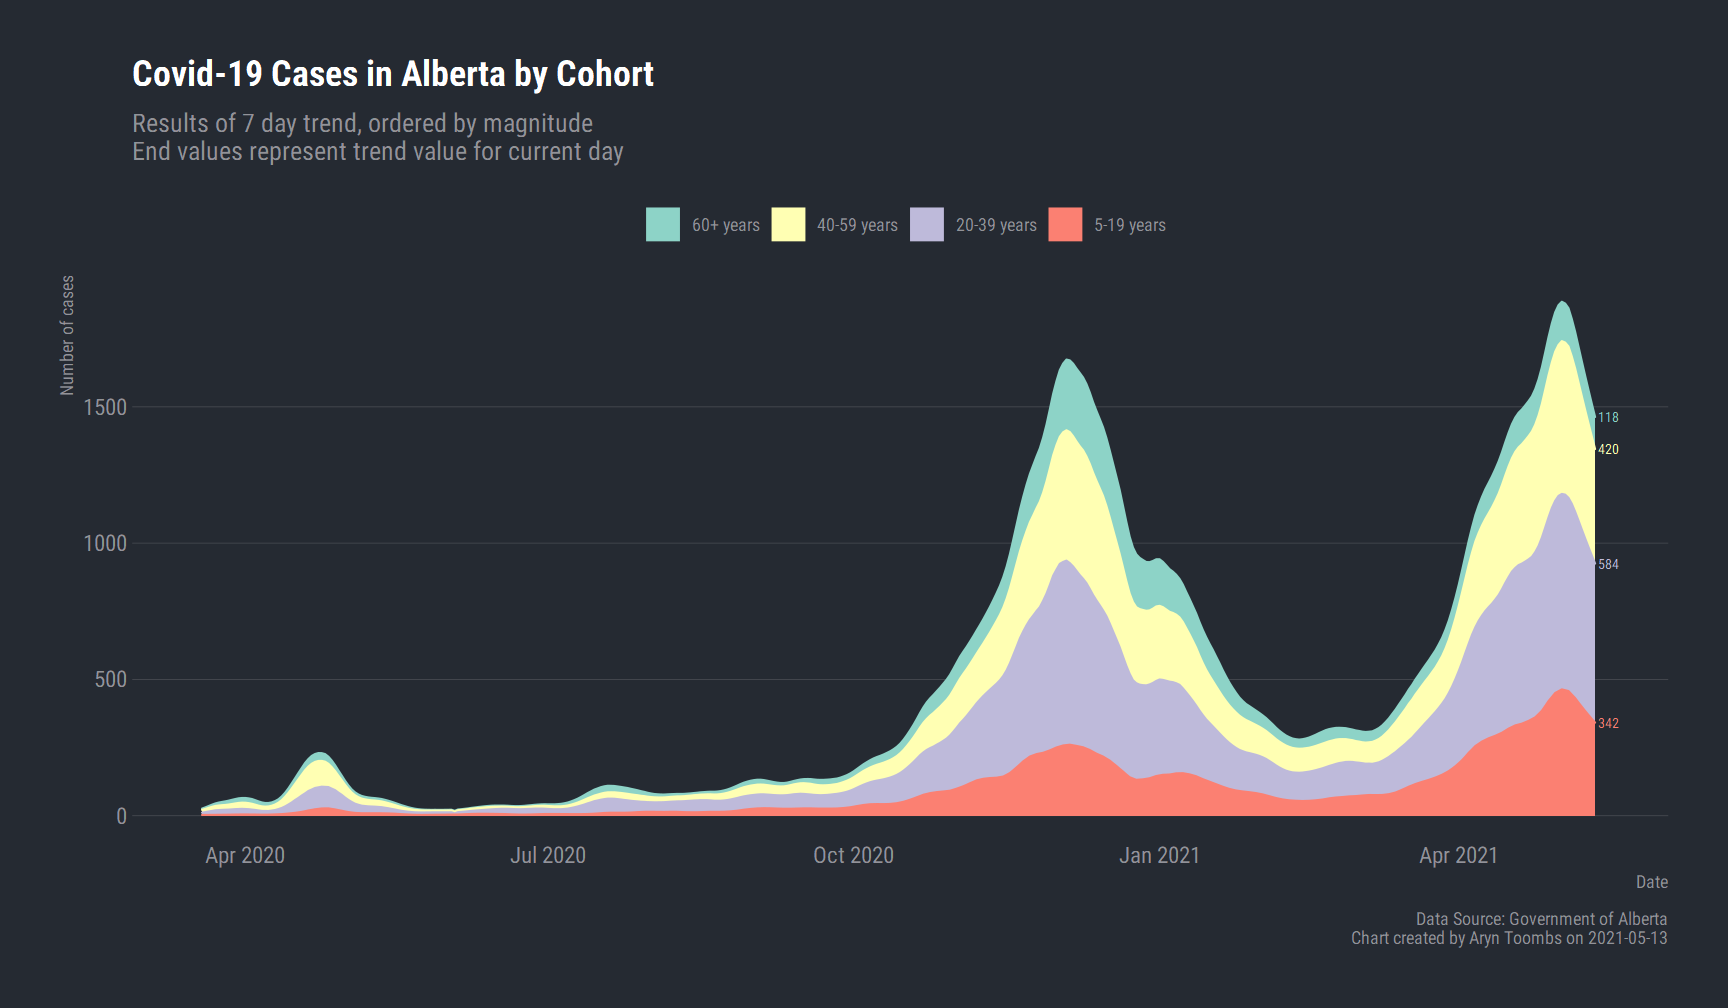 Covid-19 Cases in Alberta by Cohort
Results of 7 day trend, ordered by magnitude
End values represent trend value for current day
60+ years
40-59 years
20-39 years
5-19 years
Number of cases
1500
1000
500
0
118
420
584
342
Apr 2020
Jul 2020
Oct 2020
Jan 2021
Apr 2021
Date
Data Source: Government of Alberta
Chart created by Aryn Toombs on 2021-05-13